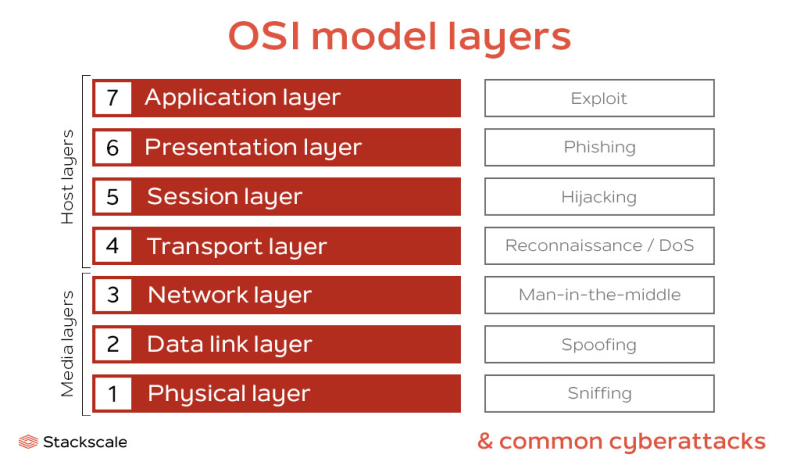 OSI model layers
Host layers
7 Application layer Exploit
6 Presentation layer Phishing
5 Session layer Hijacking
4 Transport layer Reconnaissance / DoS
Media layers
3 Network layer Man-in-the-middle
2 Data link layer Spoofing
1 Physical layer Sniffing
Stackscale
& common cyberattacks